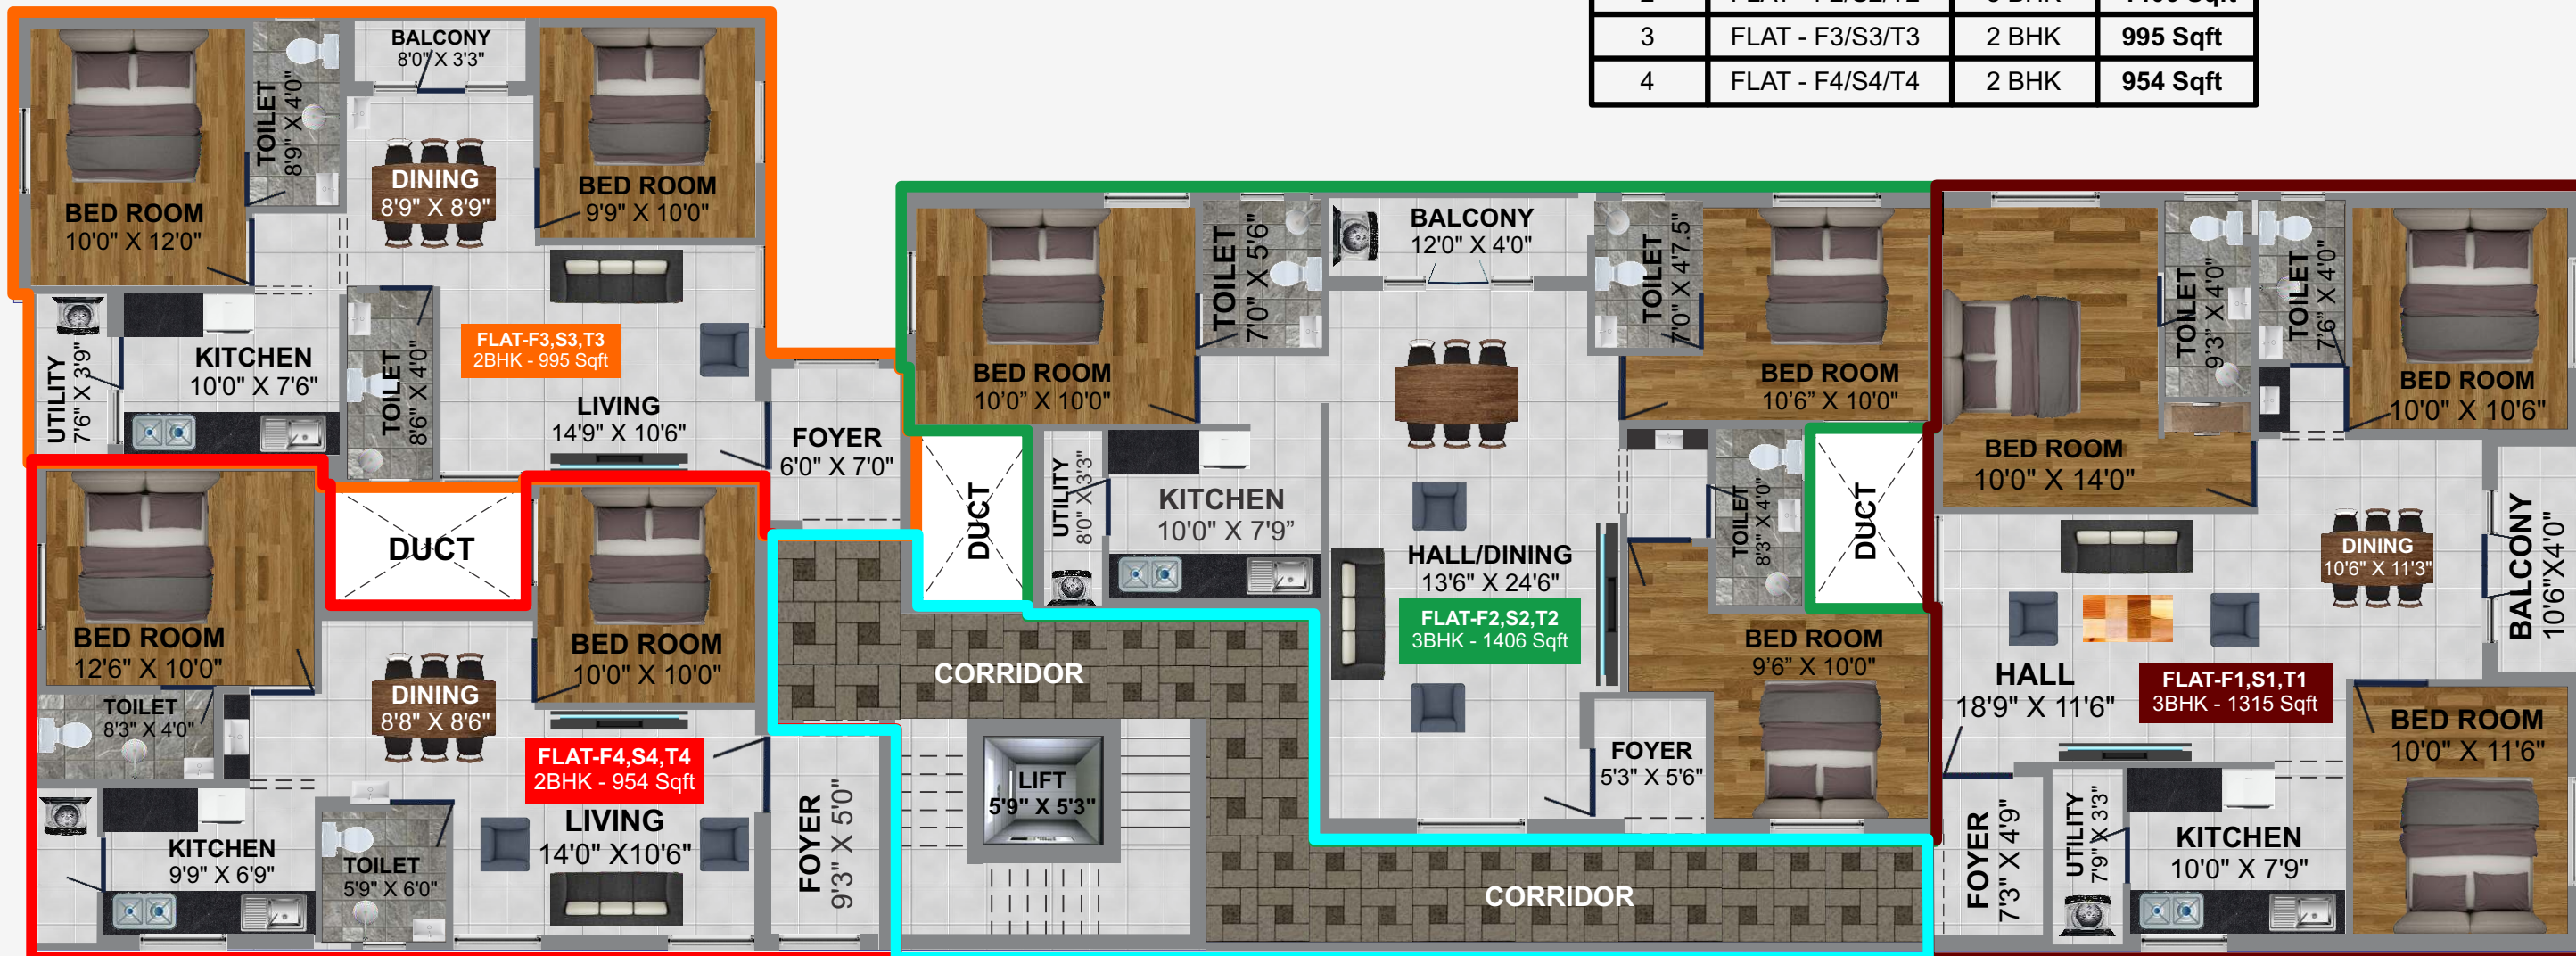 2 FLAT - F2/S2/T2 3 BHK 1406 Sqft
3 FLAT - F3/S3/T3 2 BHK 995 Sqft
4 FLAT - F4/S4/T4 2 BHK 954 Sqft
BED ROOM
10'0" X 12'0"
TOILET
8'9" X 4'0"
BALCONY
8'0" X 3'3"
DINING
8'9" X 8'9"
BED ROOM
9'9" X 10'0"
UTILITY
7'6" X 3'9"
KITCHEN
10'0" X 7'6"
TOILET
8'6" X 4'0"
FLAT-F3,S3,T3
2BHK - 995 Sqft
LIVING
14'9" X 10'6"
FOYER
6'0" X 7'0"
BED ROOM
12'6" X 10'0"
DUCT
BED ROOM
10'0" X 10'0"
TOILET
8'3" X 4'0"
DINING
8'8" X 8'6"
FLAT-F4,S4,T4
2BHK - 954 Sqft
KITCHEN
9'9" X 6'9"
TOILET
5'9" X 6'0"
LIVING
14'0" X10'6"
FOYER
9'3" X 5'0"
BED ROOM
10’0” X 10'0"
TOILET
7'0" X 5'6"
BALCONY
12'0" X 4'0"
TOILET
7'0" X 4'7.5"
BED ROOM
10’6” X 10'0"
DUCT
UTILITY
8'0" X 3'3"
KITCHEN
10'0" X 7'9”
HALL/DINING
13'6" X 24'6"
FLAT-F2,S2,T2
3BHK - 1406 Sqft
TOILET
8'3" X 4'0"
DUCT
BED ROOM
9’6” X 10'0"
FOYER
5'3" X 5'6"
CORRIDOR
LIFT
5'9" X 5'3"
CORRIDOR
BED ROOM
10'0" X 14'0"
TOILET
9'3" X 4'0"
TOILET
7'6" X 4'0"
BED ROOM
10'0" X 10'6"
DINING
10'6" X 11'3"
BALCONY
10'6"X4'0"
HALL
18'9" X 11'6"
FLAT-F1,S1,T1
3BHK - 1315 Sqft
BED ROOM
10'0" X 11'6"
FOYER
7'3" X 4'9"
UTILITY
7'9" X 3'3"
KITCHEN
10'0" X 7'9"